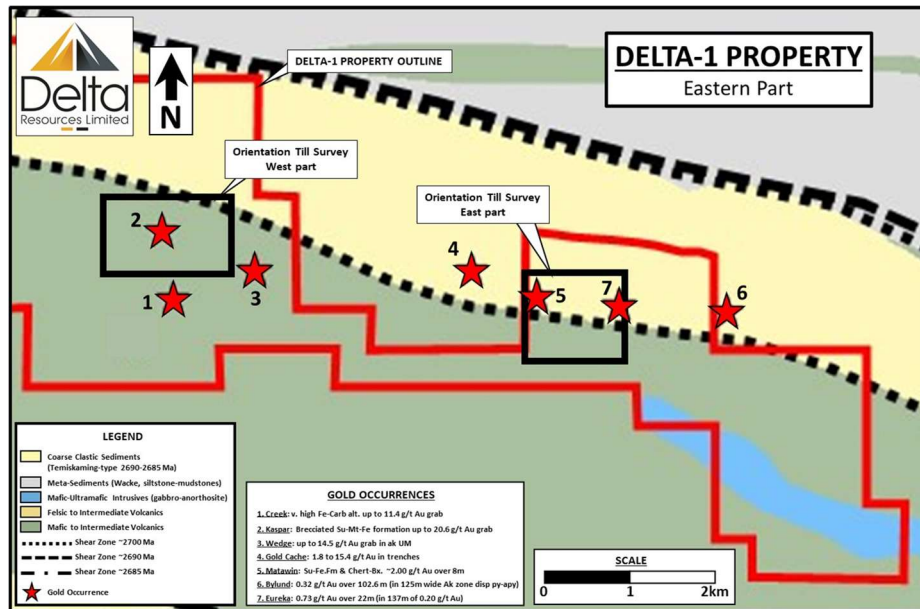 Delta
Resources Limited
N
DELTA-1 PROPERTY OUTLINE
DELTA-1 PROPERTY
Eastern Part
Orientation Till Survey
West part
Orientation Till Survey
East part
2
1
3
4
5
7
6
LEGEND
Coarse Clastic Sediments
(Temiskaming-type 2690-2685 Ma)
Meta-Sediments (Wacke, siltstone-mudstones)
Mafic-Ultramafic Intrusives (gabbro-anorthosite)
Felsic to Intermediate Volcanics
Mafic to Intermediate Volcanics
Shear Zone ~2700 Ma
Shear Zone ~2690 Ma
Shear Zone ~2685 Ma
Gold Occurrence
GOLD OCCURRENCES
1. Creek: v. high Fe-Carb alt. up to 11.4 g/t Au grab
2. Kaspar: Brecciated Su-Mt-Fe formation up to 20.6 g/t Au grab
3. Wedge: up to 14.5 g/t Au grab in ak UM
4. Gold Cache: 1.8 to 15.4 g/t Au in trenches
5. Matawin: Su-Fe.Fm & Chert-Bx. ~2.00 g/t Au over 8m
6. Bylund: 0.32 g/t Au over 102.6 m (in 125m wide Ak zone disp py-apy)
7. Eureka: 0.73 g/t Au over 22m (in 137m of 0.20 g/t Au)
SCALE
0 1 2km